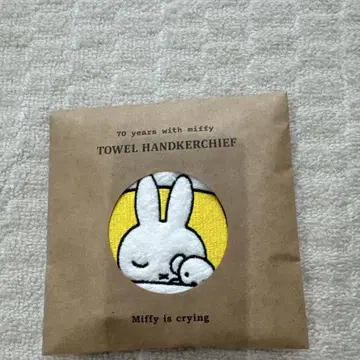 70 years with miffy
TOWEL HANDKERCHIEF
Miffy is crying